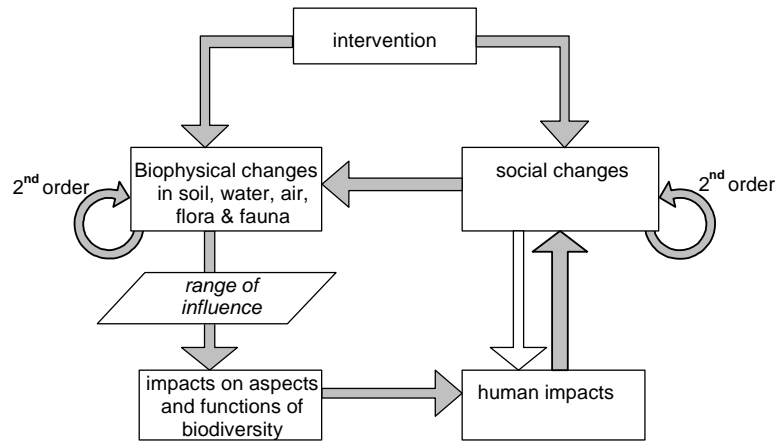 intervention
Biophysical changes
in soil, water, air,
flora & fauna
social changes
2nd order
2nd order
range of
influence
impacts on aspects
and functions of
biodiversity
human impacts